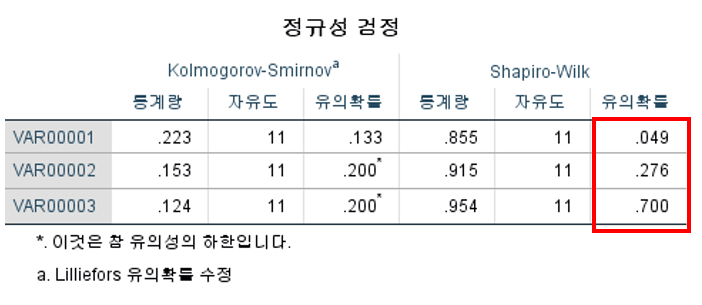 정규성 검정
Kolmogorov-Smirnovᵃ Shapiro-Wilk
통계량 자유도 유의확률 통계량 자유도 유의확률
VAR00001 .223 11 .133 .855 11 .049
VAR00002 .153 11 .200* .915 11 .276
VAR00003 .124 11 .200* .954 11 .700
*. 이것은 참 유의성의 하한입니다.
a. Lilliefors 유의확률 수정